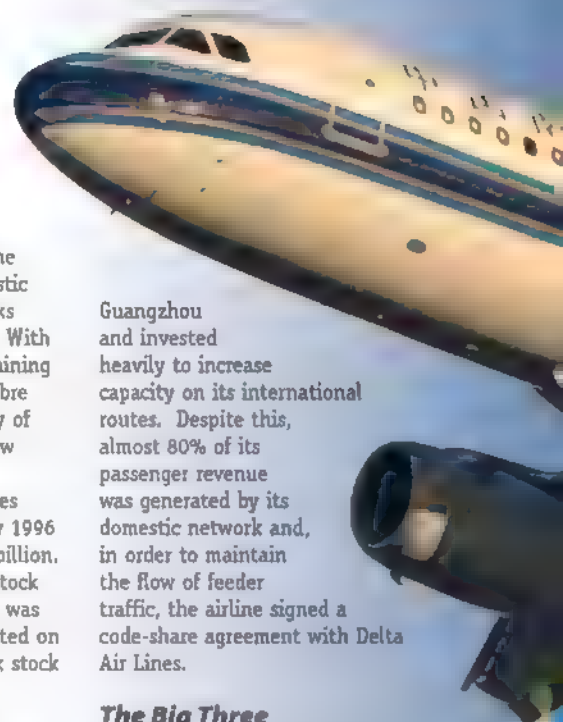 he
stic
ks
With
aining
bre
y of
w
es
y 1996
billion.
tock
was
ted on
k stock
Guangzhou
and invested
heavily to increase
capacity on its international
routes. Despite this,
almost 80% of its
passenger revenue
was generated by its
domestic network and,
in order to maintain
the flow of feeder
traffic, the airline signed a
code-share agreement with Delta
Air Lines.
The Big Three